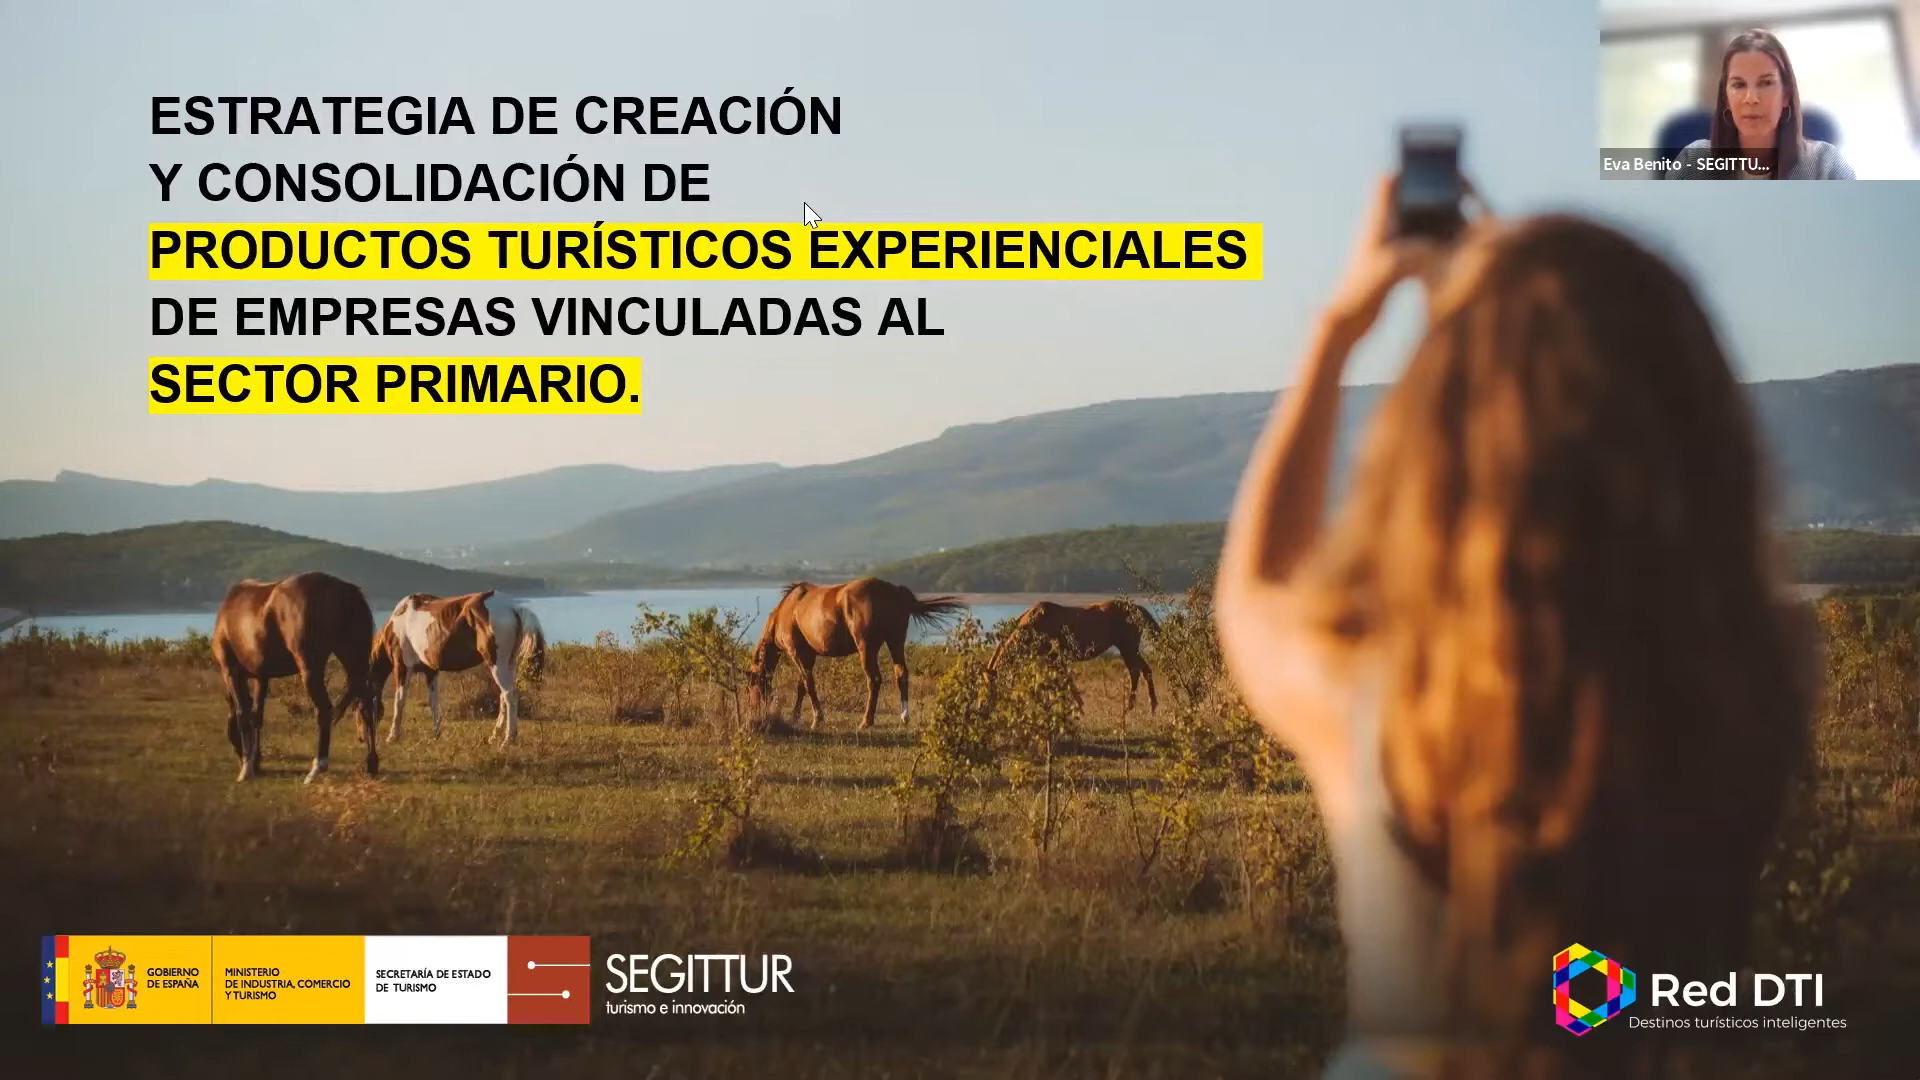 ESTRATEGIA DE CREACIÓN
Y CONSOLIDACIÓN DE
PRODUCTOS TURÍSTICOS EXPERIENCIALES
DE EMPRESAS VINCULADAS AL
SECTOR PRIMARIO.
Eva Benito - SEGITTU...
GOBIERNO
DE ESPAÑA
MINISTERIO
DE INDUSTRIA, COMERCIO
Y TURISMO
SECRETARÍA DE ESTADO
DE TURISMO
SEGITTUR
turismo e innovación
Red DTI
Destinos turísticos inteligentes